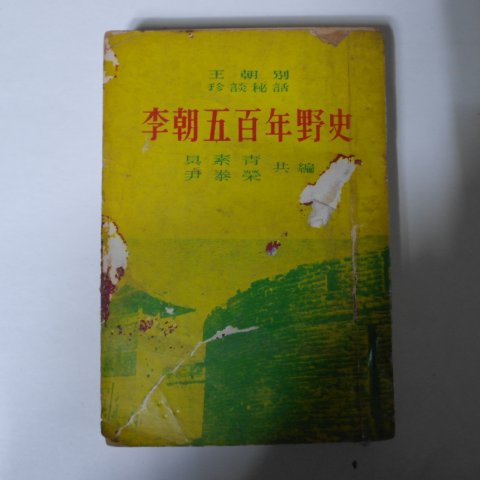 王朝別
珍談秘話
李朝五百年野史
具素青
尹泰榮 共編